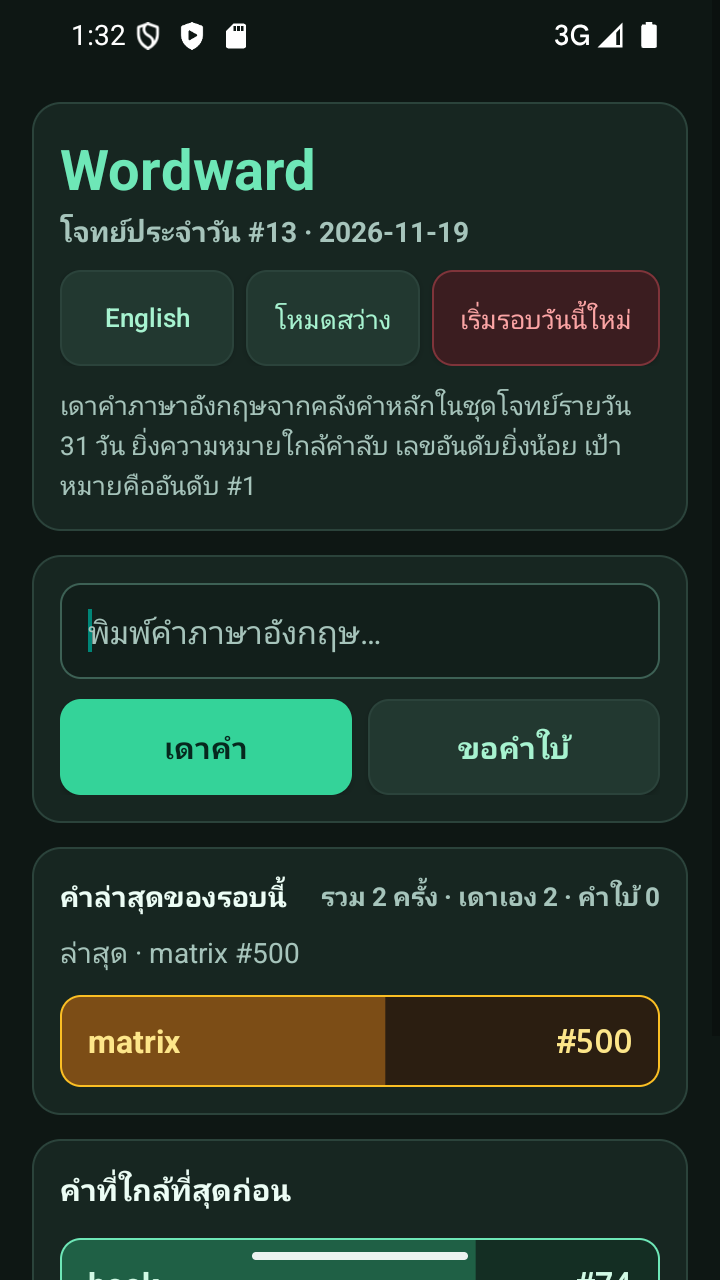 1:32
3G
Wordward
โจทย์ประจำวัน #13 · 2026-11-19
English
โหมดสว่าง
เริ่มรอบวันนี้ใหม่
เดาคำภาษาอังกฤษจากคลังคำหลักในชุดโจทย์รายวัน
31 วัน ยิ่งความหมายใกล้คำลับ เลขอันดับยิ่งน้อย เป้า
หมายคืออันดับ #1
พิมพ์คำภาษาอังกฤษ...
เดาคำ
ขอคำใบ้
คำล่าสุดของรอบนี้
รวม 2 ครั้ง · เดาเอง 2 · คำใบ้ 0
ล่าสุด · matrix #500
matrix
#500
คำที่ใกล้ที่สุดก่อน
#74